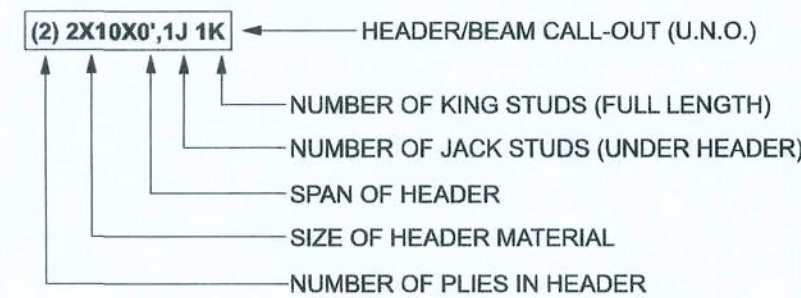 (2) 2X10X0',1J 1K
HEADER/BEAM CALL-OUT (U.N.O.)
NUMBER OF KING STUDS (FULL LENGTH)
NUMBER OF JACK STUDS (UNDER HEADER)
SPAN OF HEADER
SIZE OF HEADER MATERIAL
NUMBER OF PLIES IN HEADER